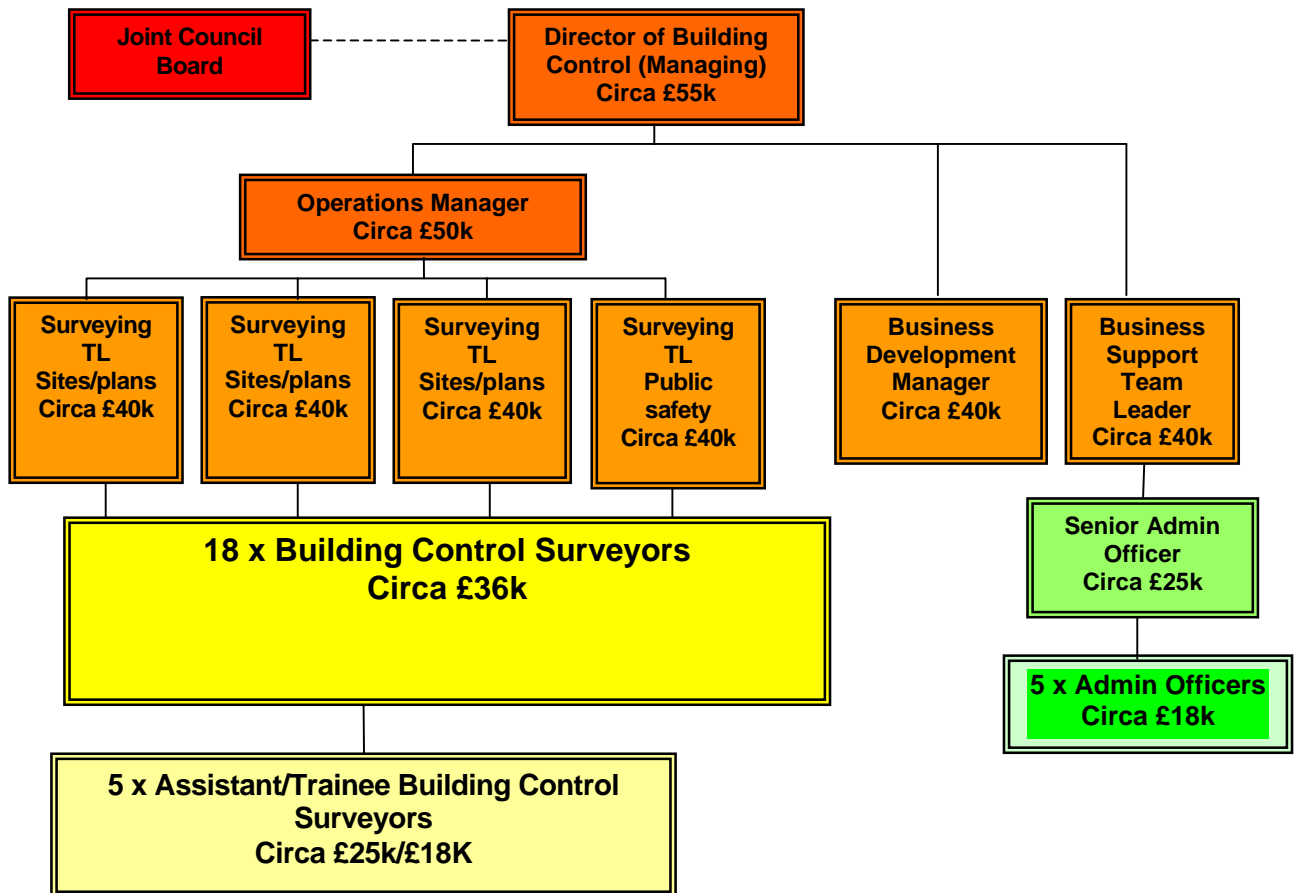 Joint Council
Board
Director of Building
Control (Managing)
Circa £55k
Operations Manager
Circa £50k
Surveying
TL
Sites/plans
Circa £40k
Surveying
TL
Sites/plans
Circa £40k
Surveying
TL
Sites/plans
Circa £40k
Surveying
TL
Public
safety
Circa £40k
Business
Development
Manager
Circa £40k
Business
Support
Team
Leader
Circa £40k
18 x Building Control Surveyors
Circa £36k
Senior Admin
Officer
Circa £25k
5 x Admin Officers
Circa £18k
5 x Assistant/Trainee Building Control
Surveyors
Circa £25k/£18K